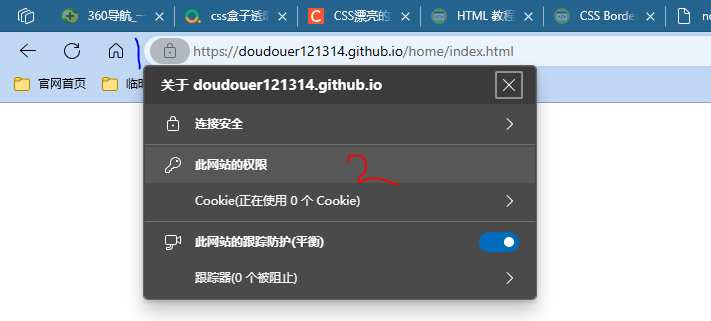 360导航_一
css盒子透明
CSS漂亮的
HTML 教程
CSS Border
https://doudouer121314.github.io/home/index.html
官网首页
临时
关于 doudouer121314.github.io
连接安全
此网站的权限
2
Cookie(正在使用 0 个 Cookie)
此网站的跟踪防护(平衡)
跟踪器(0 个被阻止)